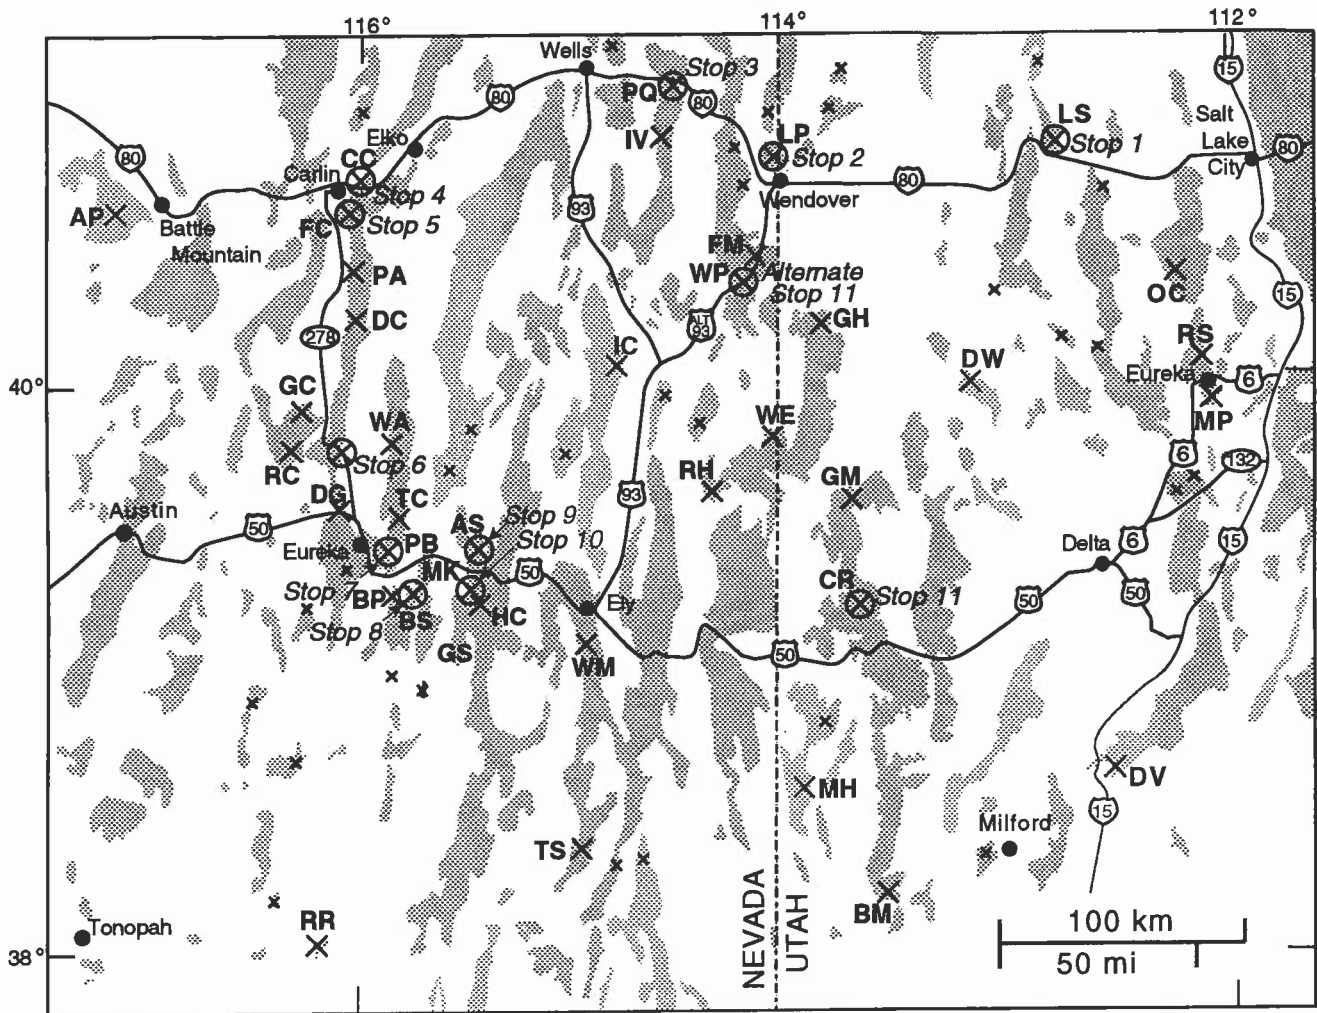 116°
114°
112°
Wells
Stop 3
PQ
80
80
15
LS
Salt
Lake
City
80
Stop 1
IV
LP
Stop 2
80
Elko
CC
Carlin
Stop 4
80
AP
Battle
Mountain
FC
Stop 5
93
Wendover
80
FM
WP
Alternate
Stop 11
PA
OC
15
DC
278
ALT
93
GH
IC
RS
40°
DW
Eureka
6
GC
MP
WA
WE
RC
Stop 6
RH
GM
6
132
93
DG
TC
AS
Stop 9
Stop 10
Austin
50
Eureka
PB
6
15
Delta
MK
50
Stop 7
BP
BS
CR
Stop 11
50
50
Ely
HC
Stop 8
GS
WM
50
MH
DV
15
Milford
TS
BM
NEVADA
UTAH
RR
Tonopah
100 km
50 mi
38°